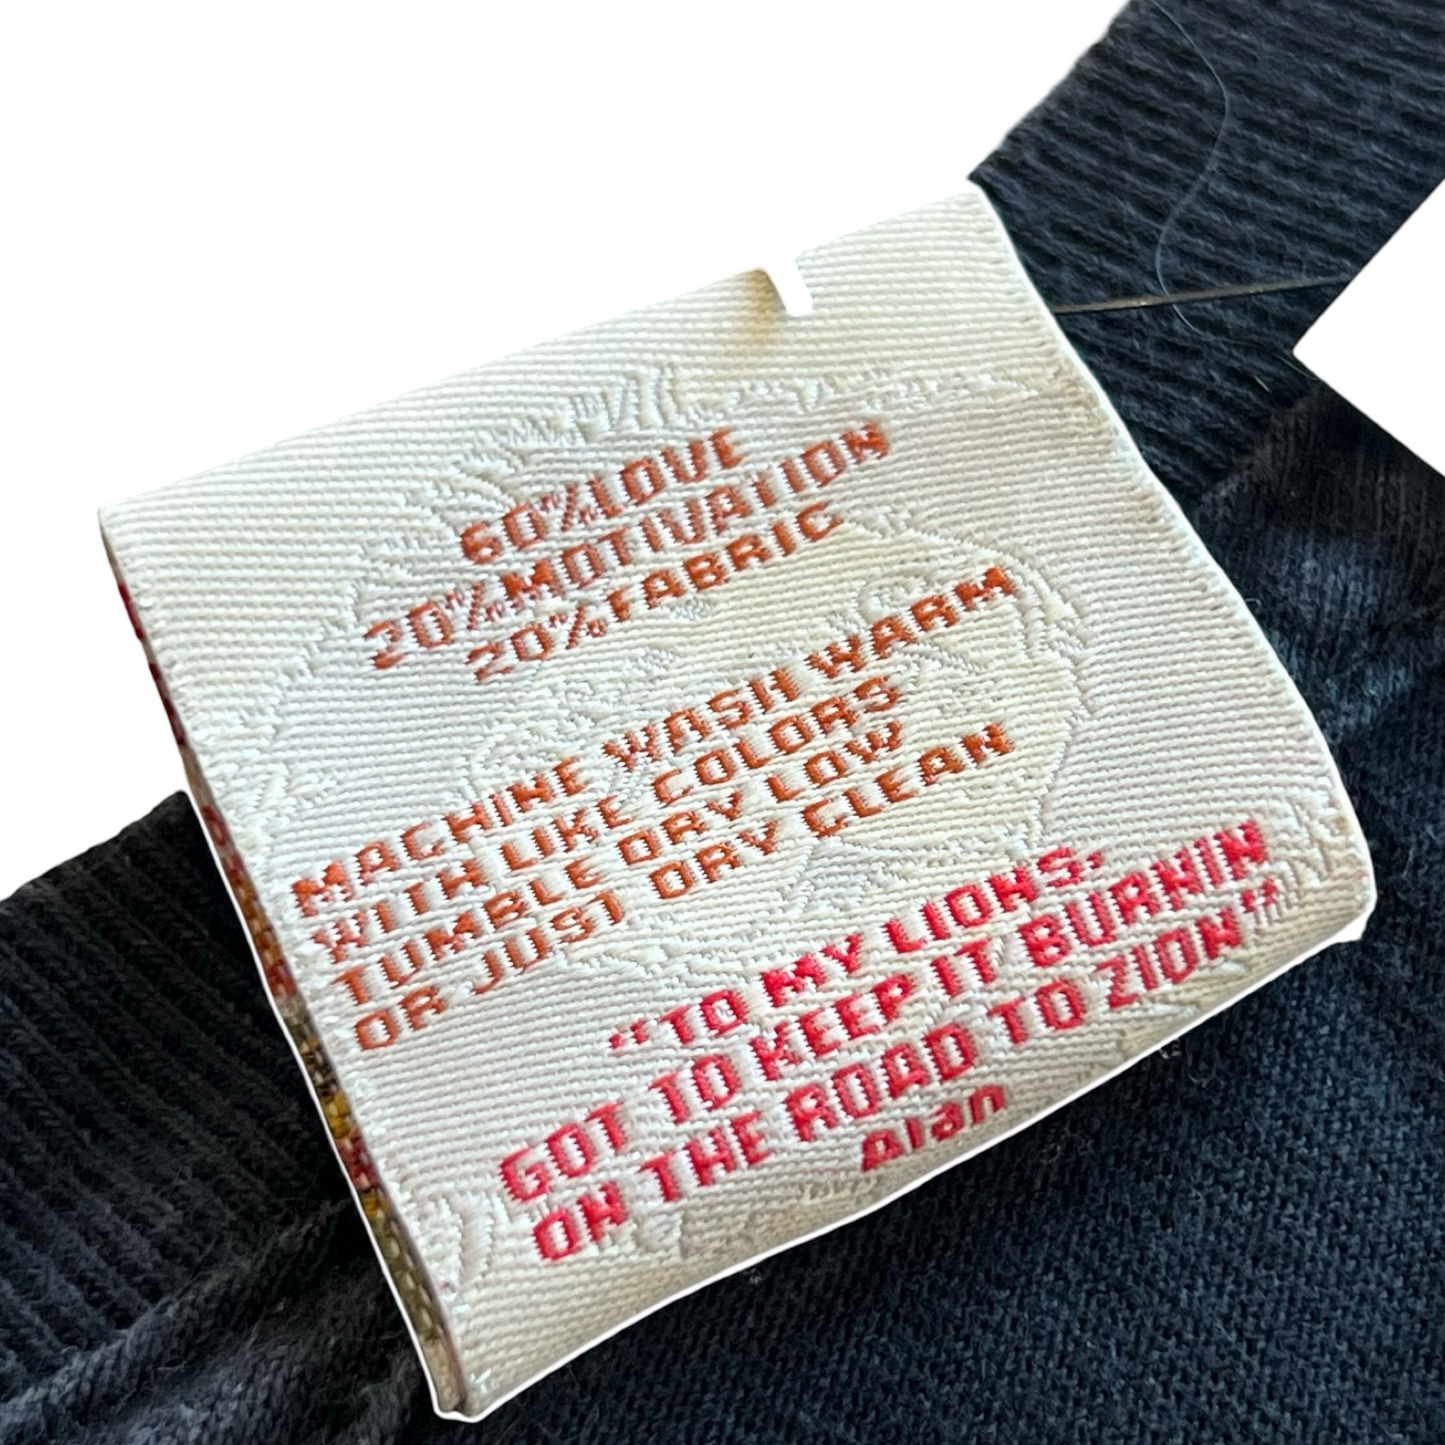 60% LOVE
20% MOTIVATION
20% FABRIC
MACHINE WASH WARM
WITH LIKE COLORS
TUMBLE DRY LOW
OR JUST DRY CLEAN
"TO MY LIONS,
GOT TO KEEP IT BURNIN
ON THE ROAD TO ZION"
Alan